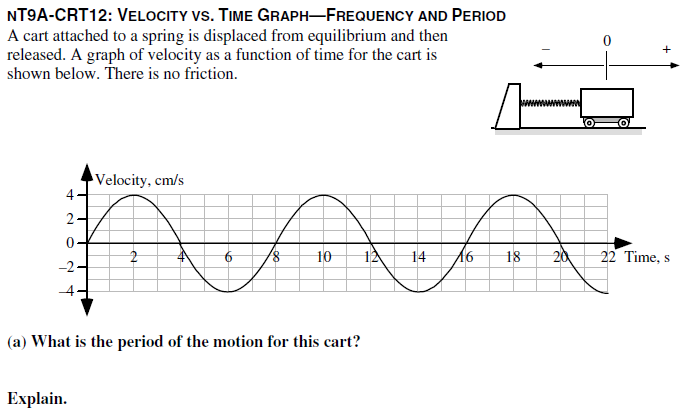 NT9A-CRT12: VELOCITY VS. TIME GRAPH—FREQUENCY AND PERIOD
A cart attached to a spring is displaced from equilibrium and then
released. A graph of velocity as a function of time for the cart is
shown below. There is no friction.
– 0 +
Velocity, cm/s
4
2
0
–2
–4
2 4 6 8 10 12 14 16 18 20 22 Time, s
(a) What is the period of the motion for this cart?
Explain.